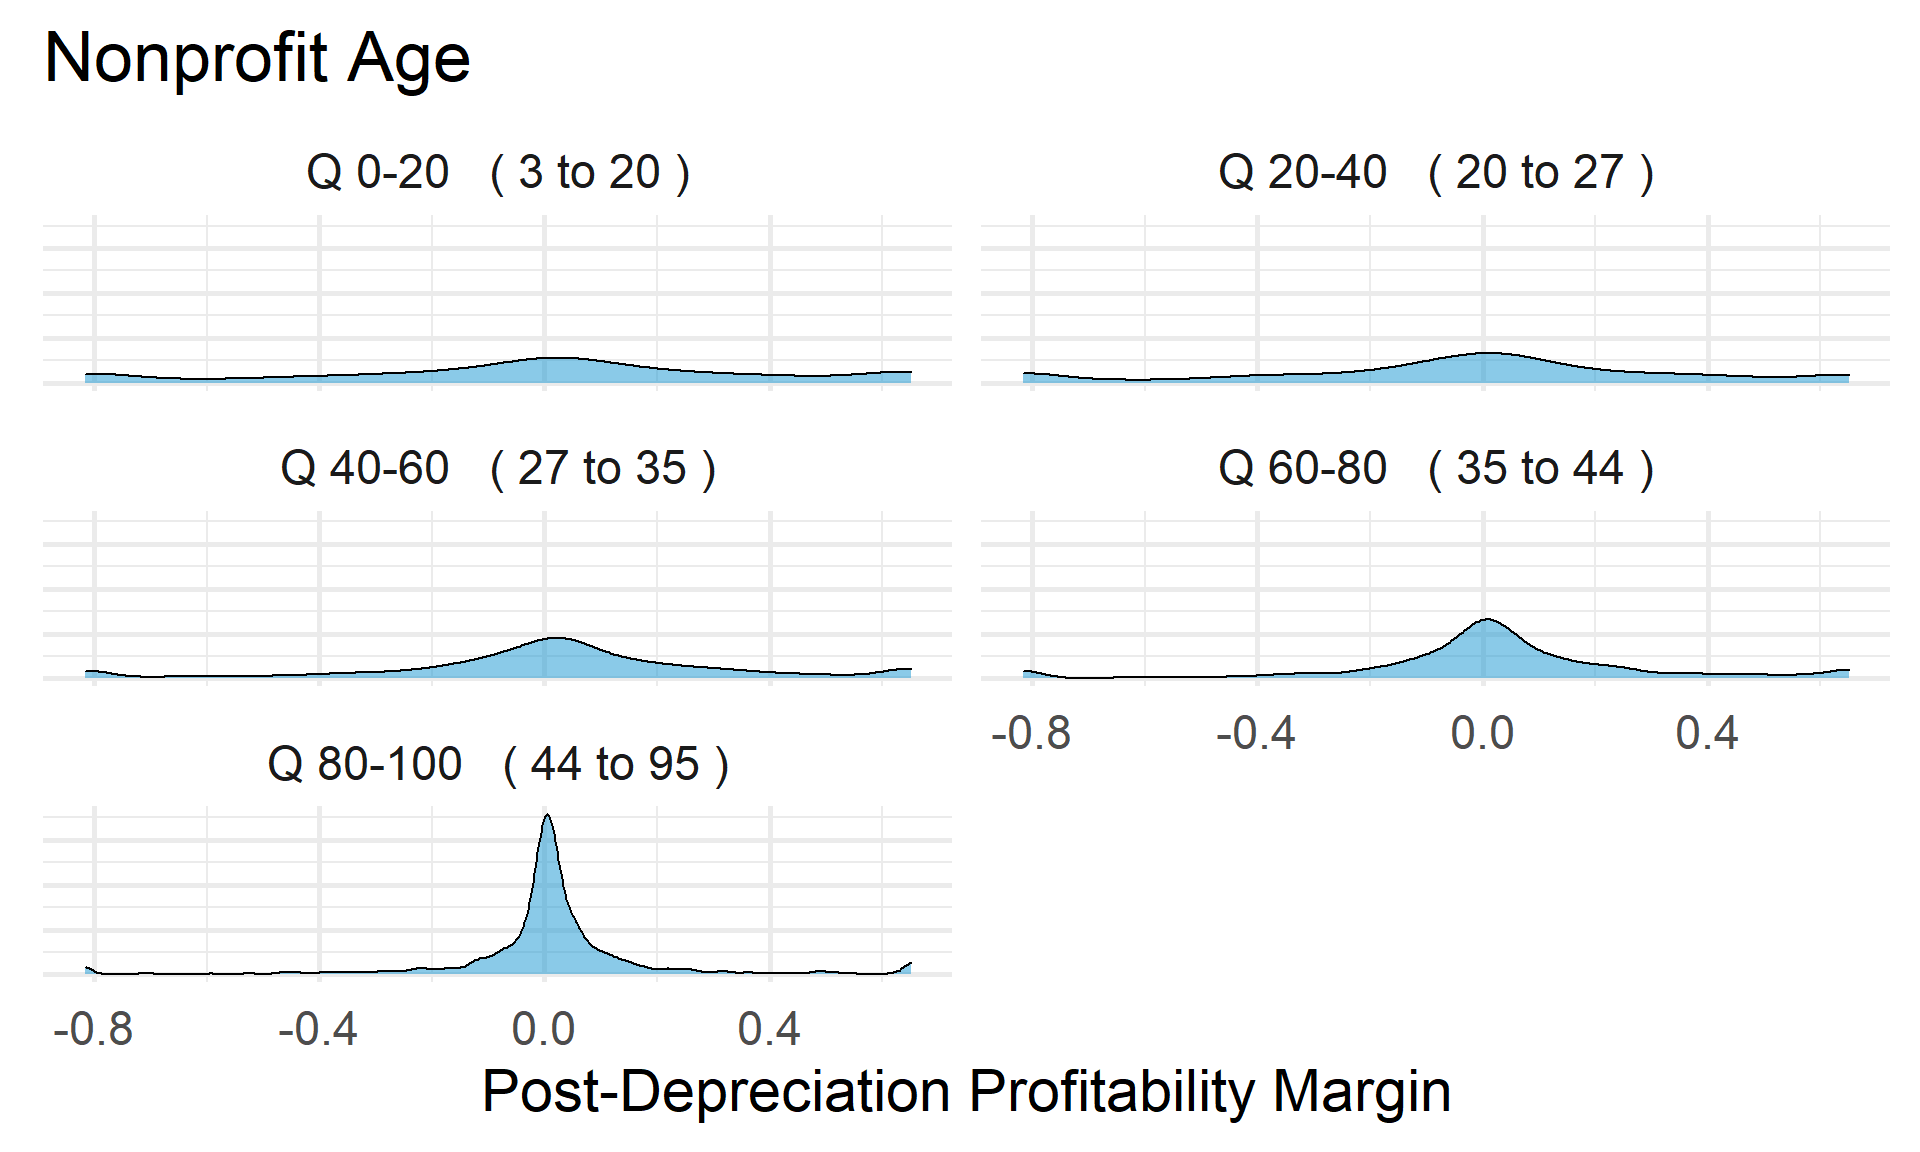 Nonprofit Age
Q 0-20 ( 3 to 20 )
Q 20-40 ( 20 to 27 )
Q 40-60 ( 27 to 35 )
Q 60-80 ( 35 to 44 )
-0.8 -0.4 0.0 0.4
Q 80-100 ( 44 to 95 )
-0.8 -0.4 0.0 0.4
Post-Depreciation Profitability Margin